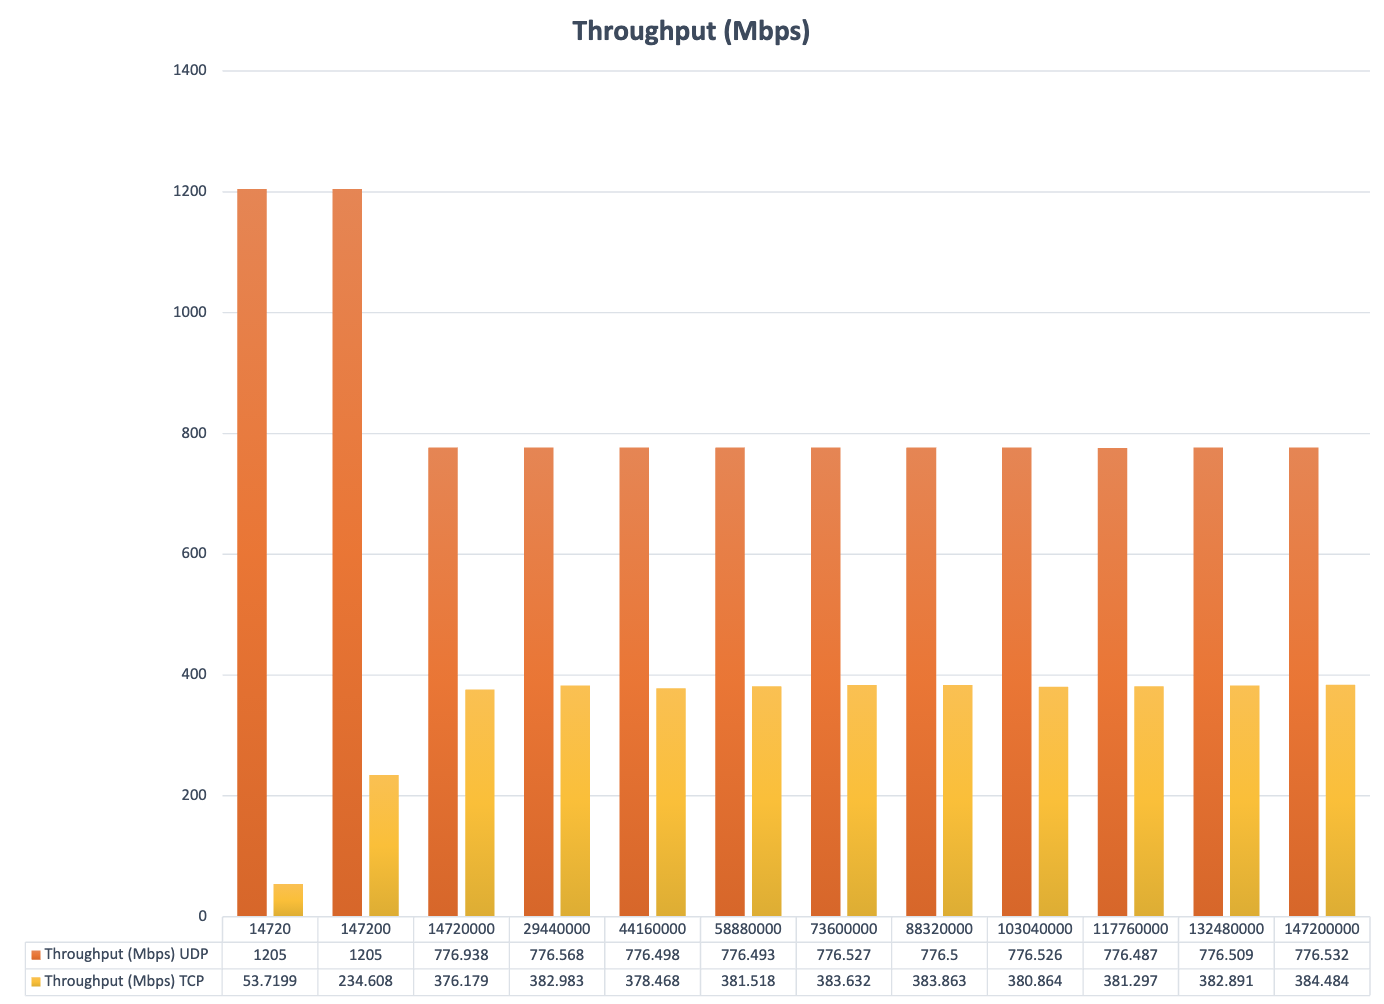 Throughput (Mbps)
1400
1200
1000
800
600
400
200
0
14720 147200 14720000 29440000 44160000 58880000 73600000 88320000 103040000 117760000 132480000 147200000
Throughput (Mbps) UDP 1205 1205 776.938 776.568 776.498 776.493 776.527 776.5 776.526 776.487 776.509 776.532
Throughput (Mbps) TCP 53.7199 234.608 376.179 382.983 378.468 381.518 383.632 383.863 380.864 381.297 382.891 384.484